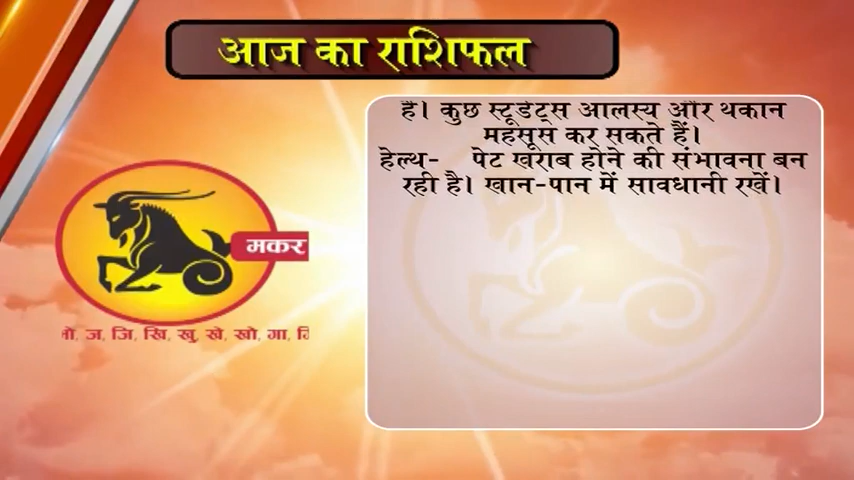 आज का राशिफल
है। कुछ स्टूडेंट्स आलस्य और थकान
महसूस कर सकते हैं।
हेल्थ- पेट खराब होने की संभावना बन
रही है। खान-पान में सावधानी रखें।
मकर
ज, जि, खि, खु, खे, खो, गा,